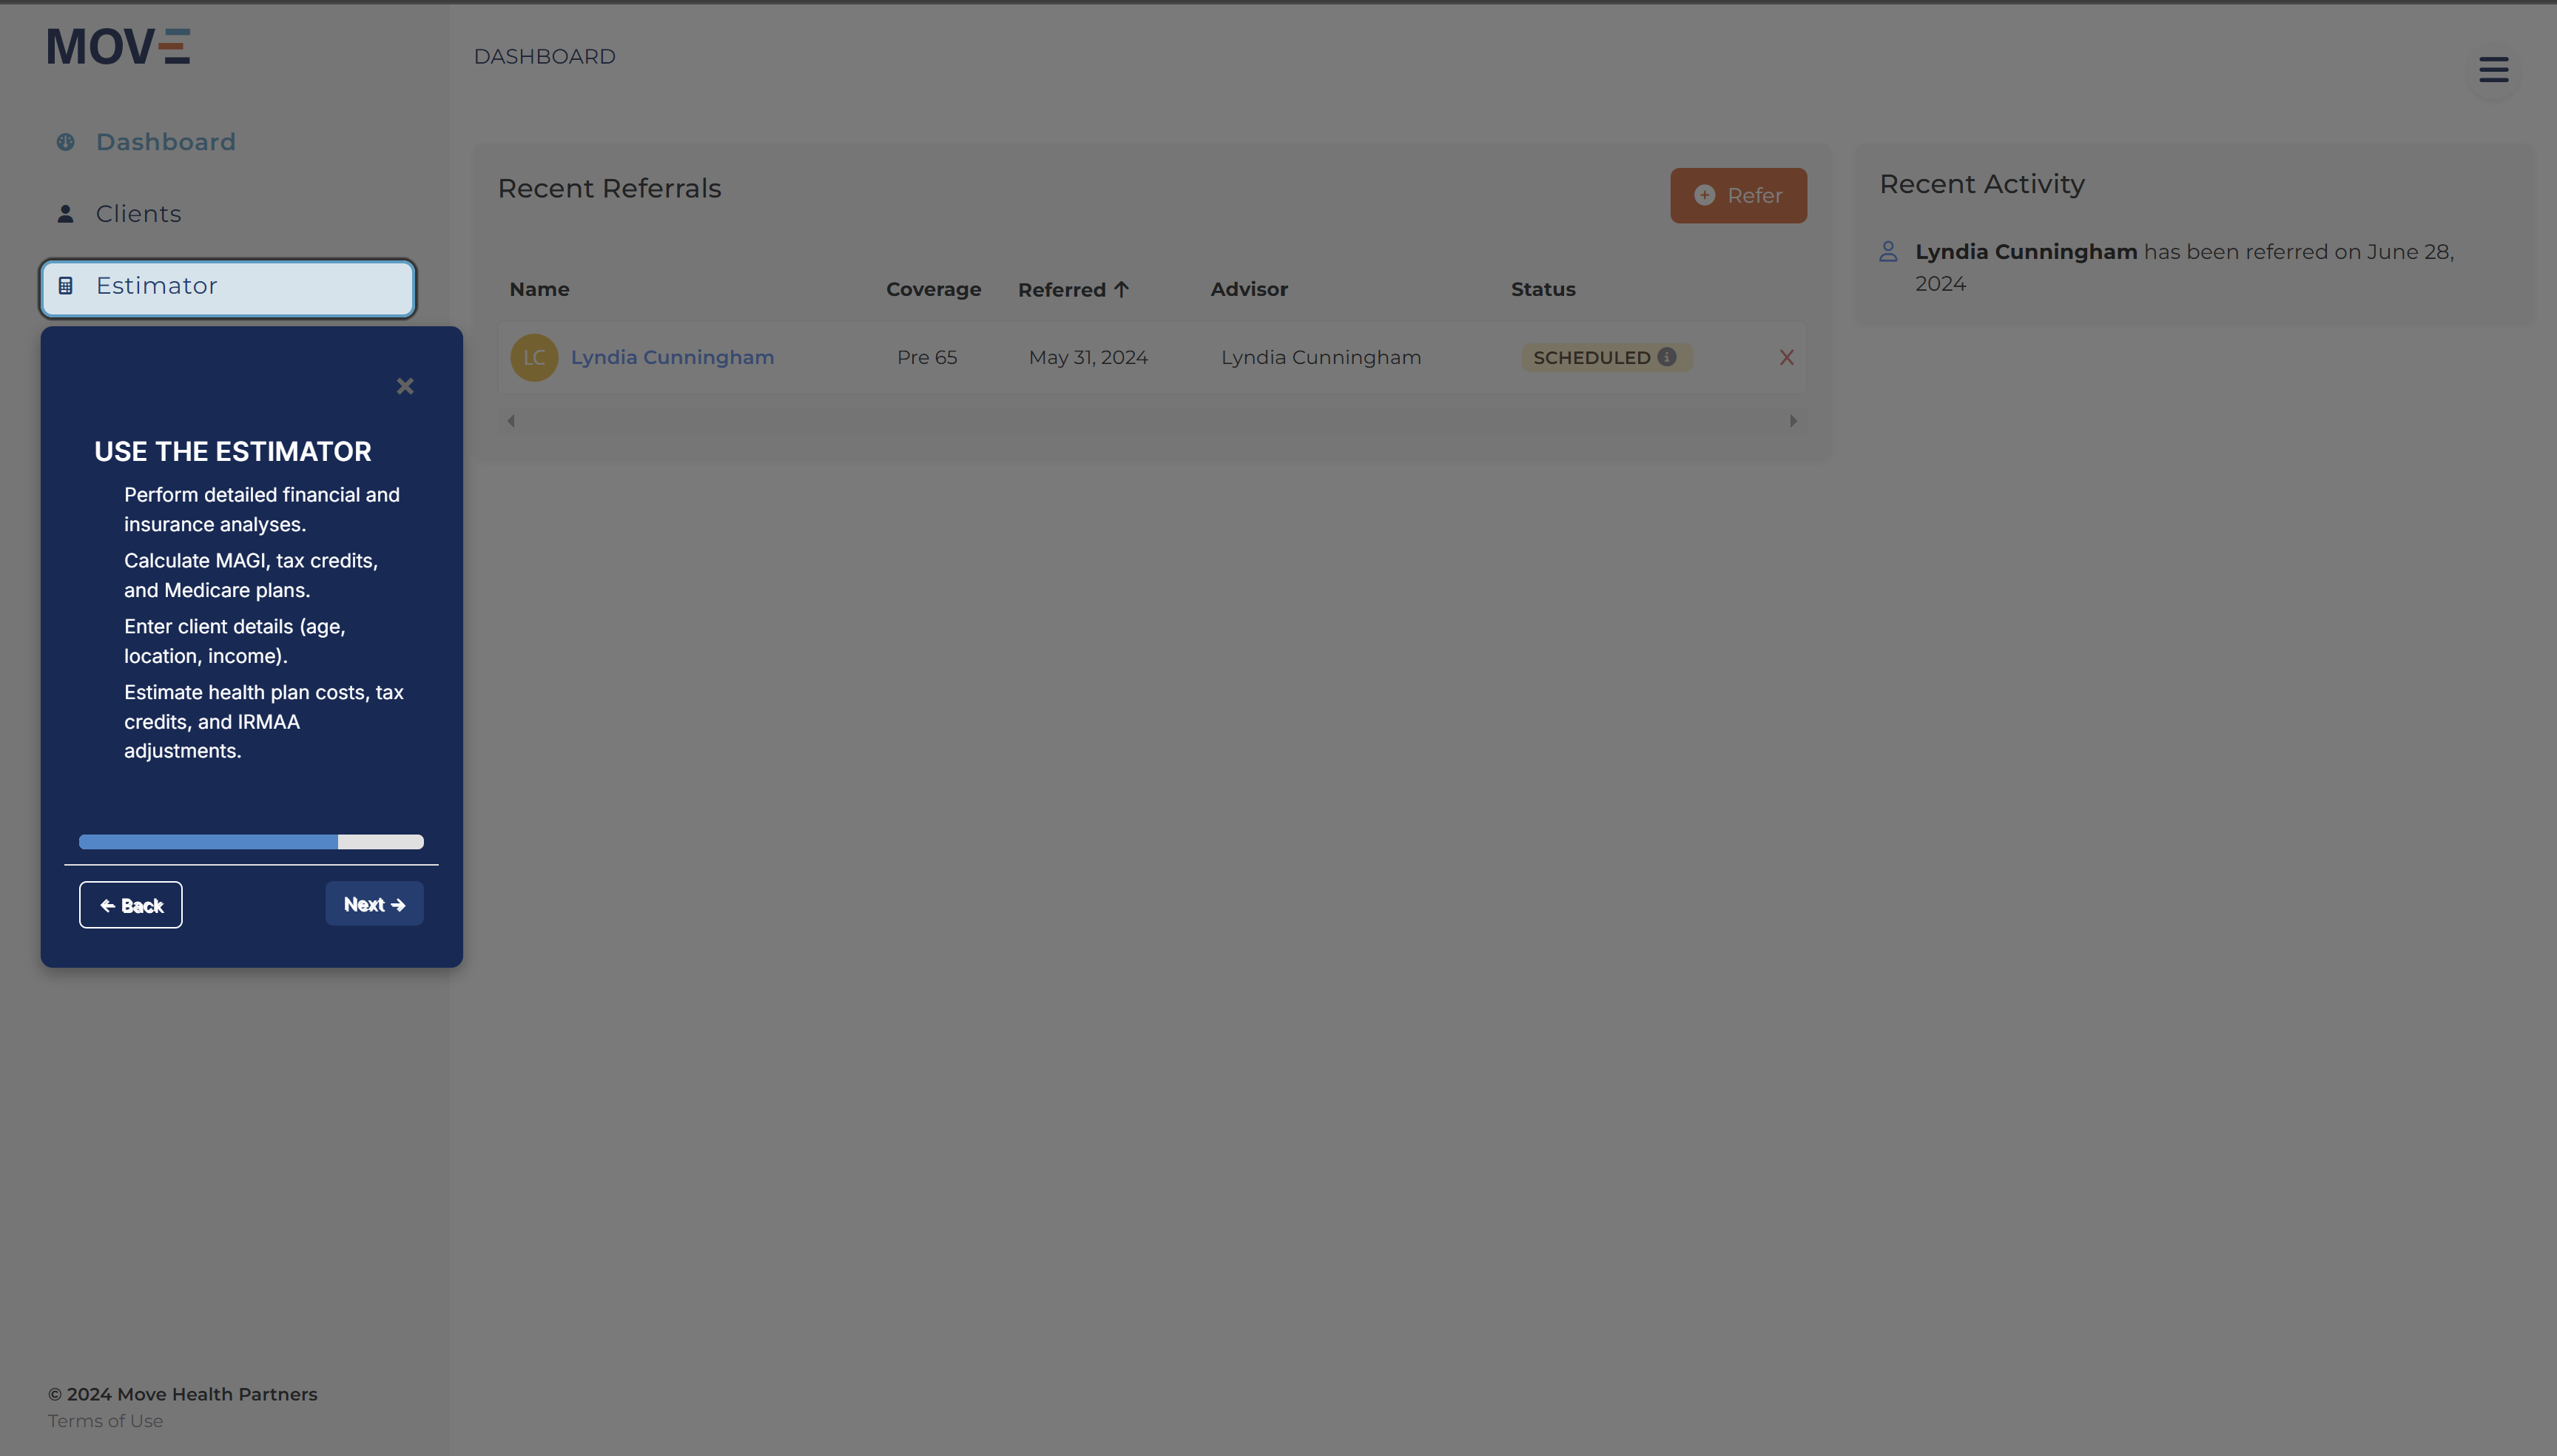 MOVE
DASHBOARD
Dashboard
Clients
Estimator
USE THE ESTIMATOR
Perform detailed financial and
insurance analyses.
Calculate MAGI, tax credits,
and Medicare plans.
Enter client details (age,
location, income).
Estimate health plan costs, tax
credits, and IRMAA
adjustments.
← Back
Next →
Recent Referrals
Refer
Name Coverage Referred ↑ Advisor Status
LC Lyndia Cunningham Pre 65 May 31, 2024 Lyndia Cunningham SCHEDULED
Recent Activity
Lyndia Cunningham has been referred on June 28,
2024
© 2024 Move Health Partners
Terms of Use